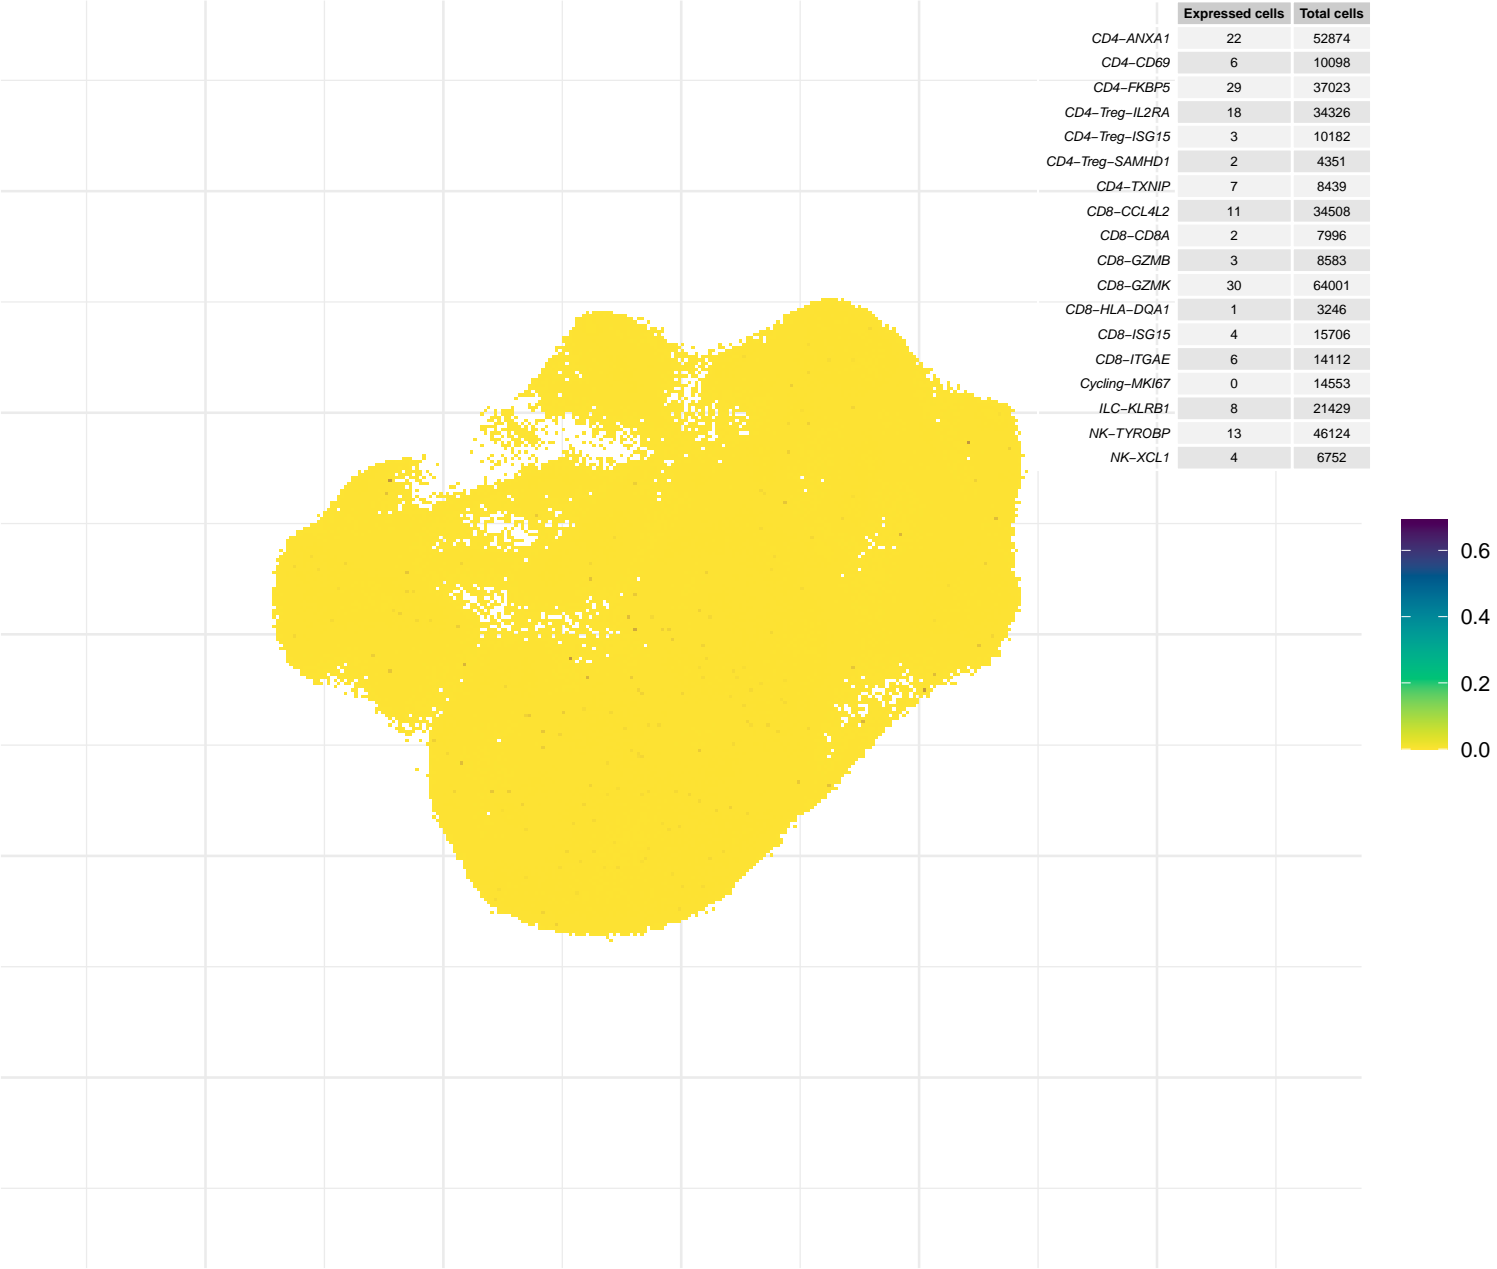 Expressed cells Total cells
CD4−ANXA1 22 52874
CD4−CD69 6 10098
CD4−FKBP5 29 37023
CD4−Treg−IL2RA 18 34326
CD4−Treg−ISG15 3 10182
CD4−Treg−SAMHD1 2 4351
CD4−TXNIP 7 8439
CD8−CCL4L2 11 34508
CD8−CD8A 2 7996
CD8−GZMB 3 8583
CD8−GZMK 30 64001
CD8−HLA−DQA1 1 3246
CD8−ISG15 4 15706
CD8−ITGAE 6 14112
Cycling−MKI67 0 14553
ILC−KLRB1 8 21429
NK−TYROBP 13 46124
NK−XCL1 4 6752
0.6
0.4
0.2
0.0